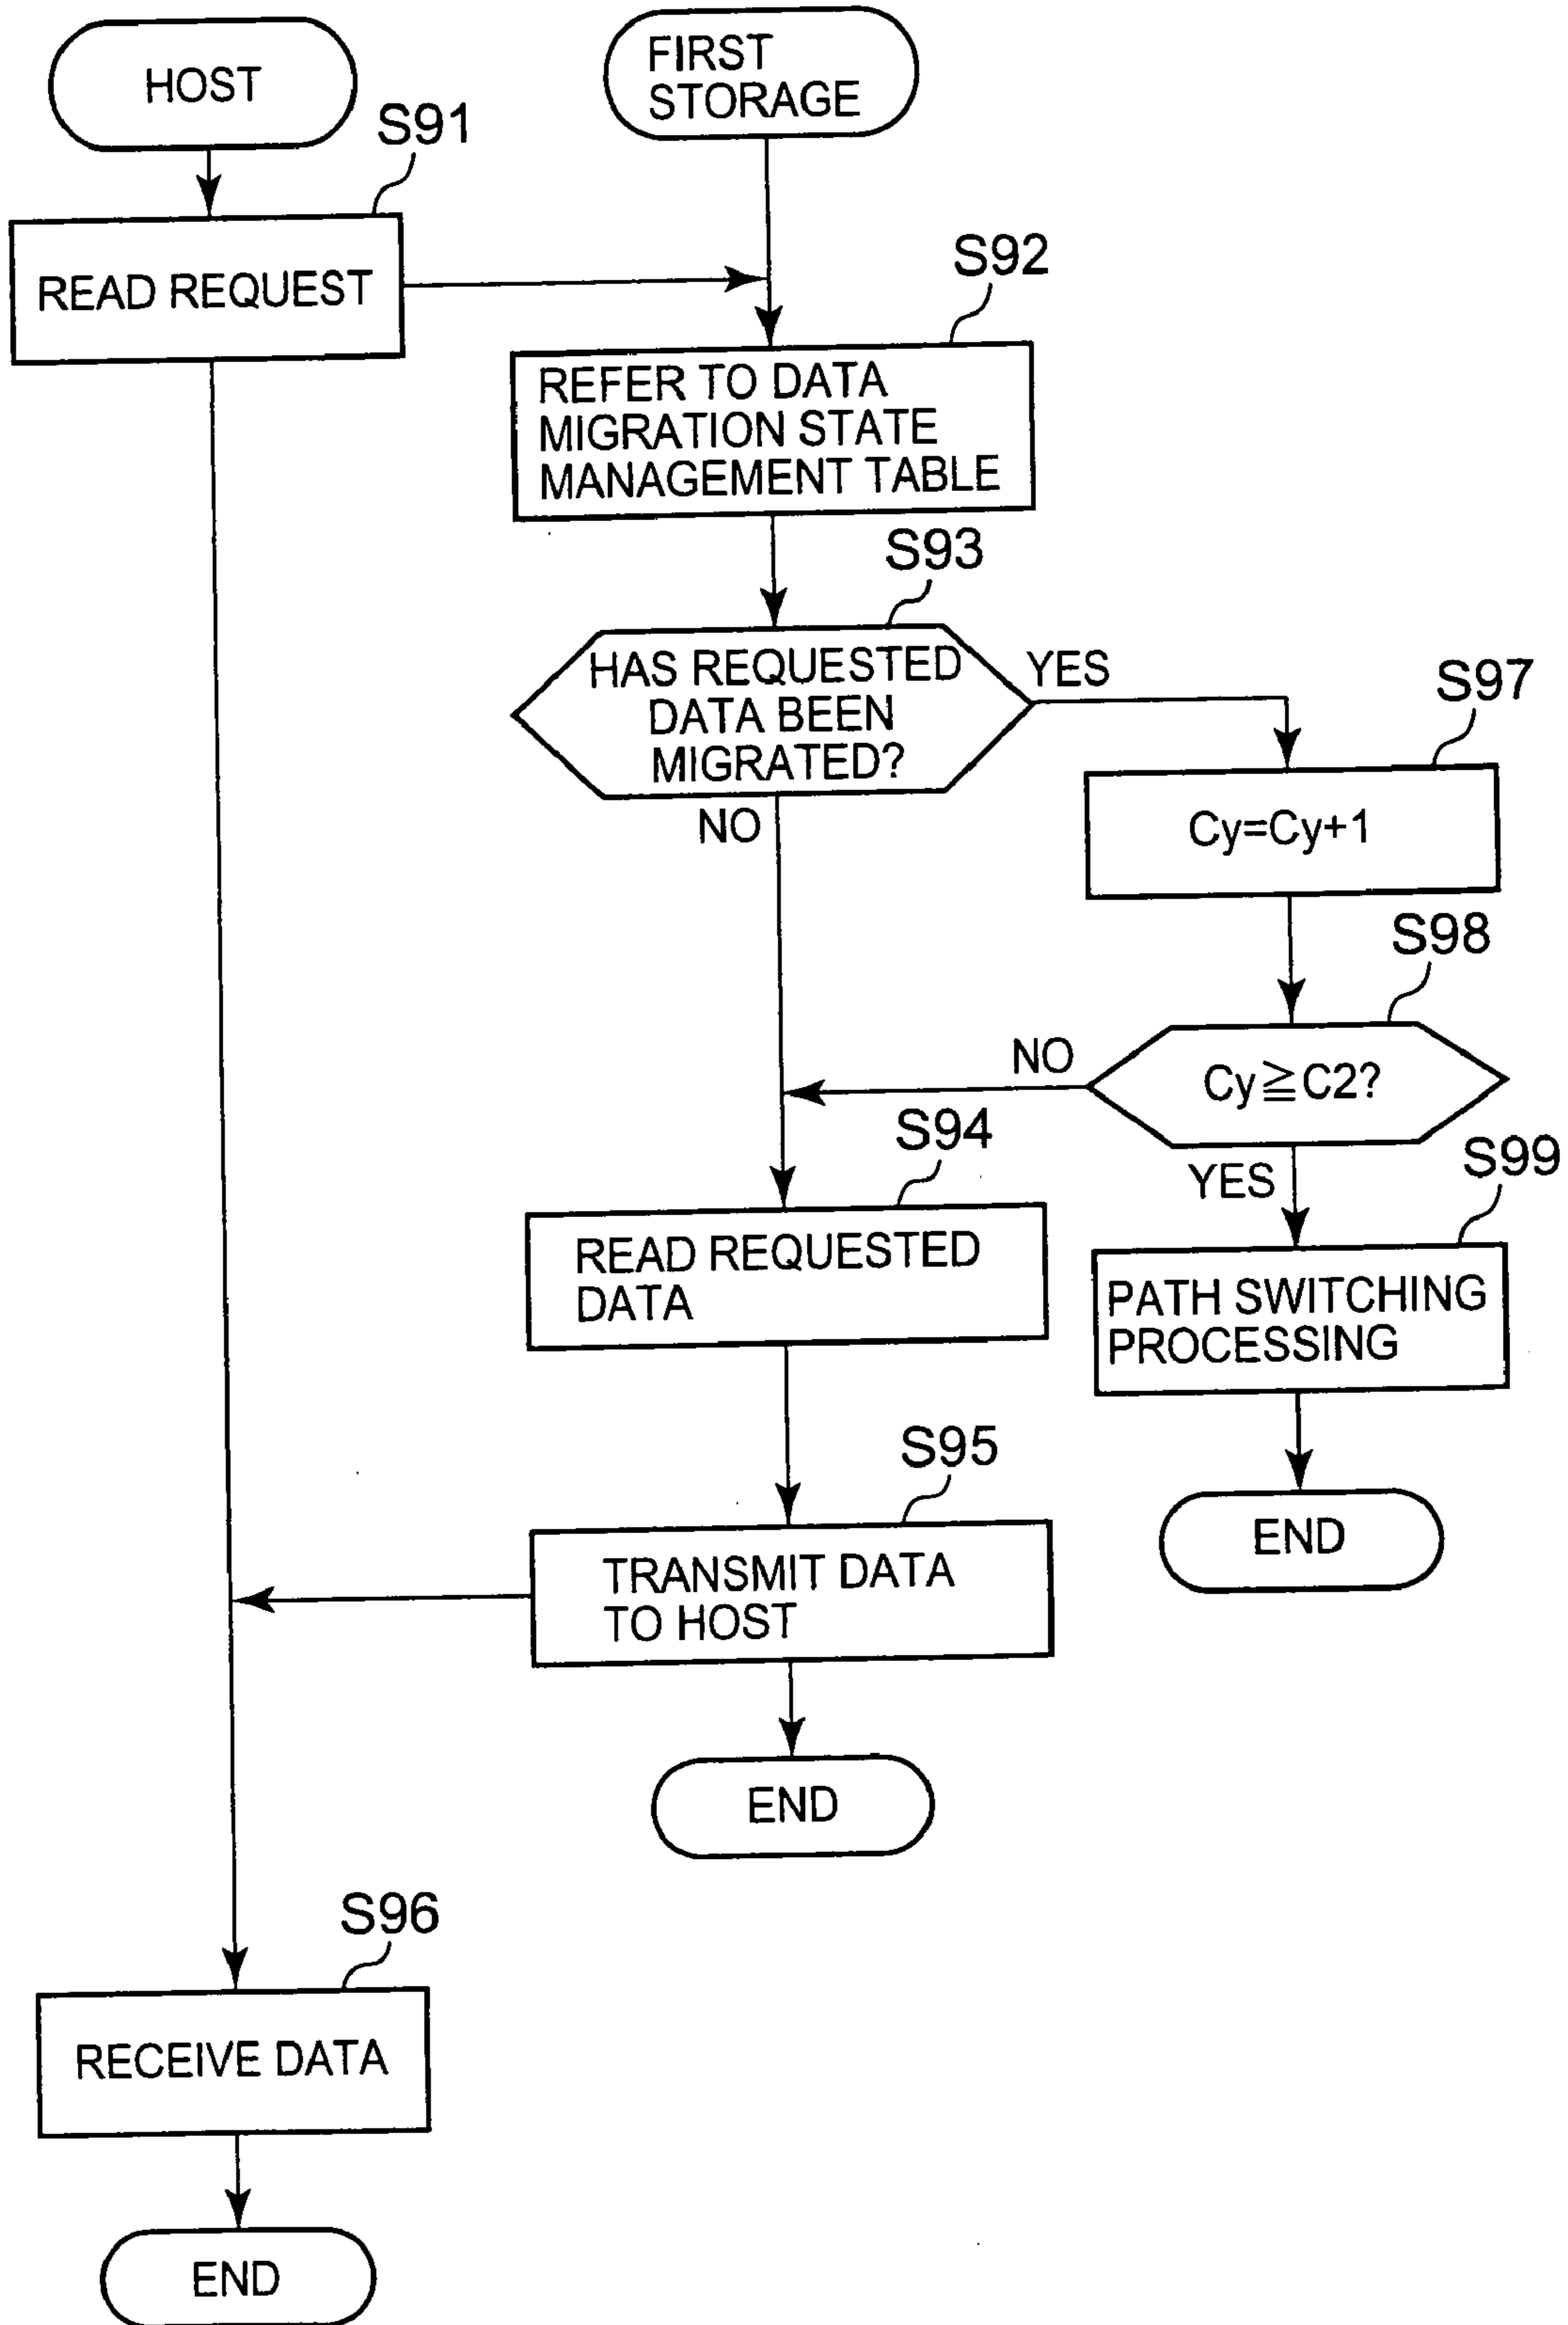 HOST
FIRST
STORAGE
S91
READ REQUEST
S92
REFER TO DATA
MIGRATION STATE
MANAGEMENT TABLE
S93
HAS REQUESTED
DATA BEEN
MIGRATED?
YES
NO
S97
Cy=Cy+1
S98
Cy≧C2?
NO
YES
S94
READ REQUESTED
DATA
S99
PATH SWITCHING
PROCESSING
END
S95
TRANSMIT DATA
TO HOST
END
S96
RECEIVE DATA
END